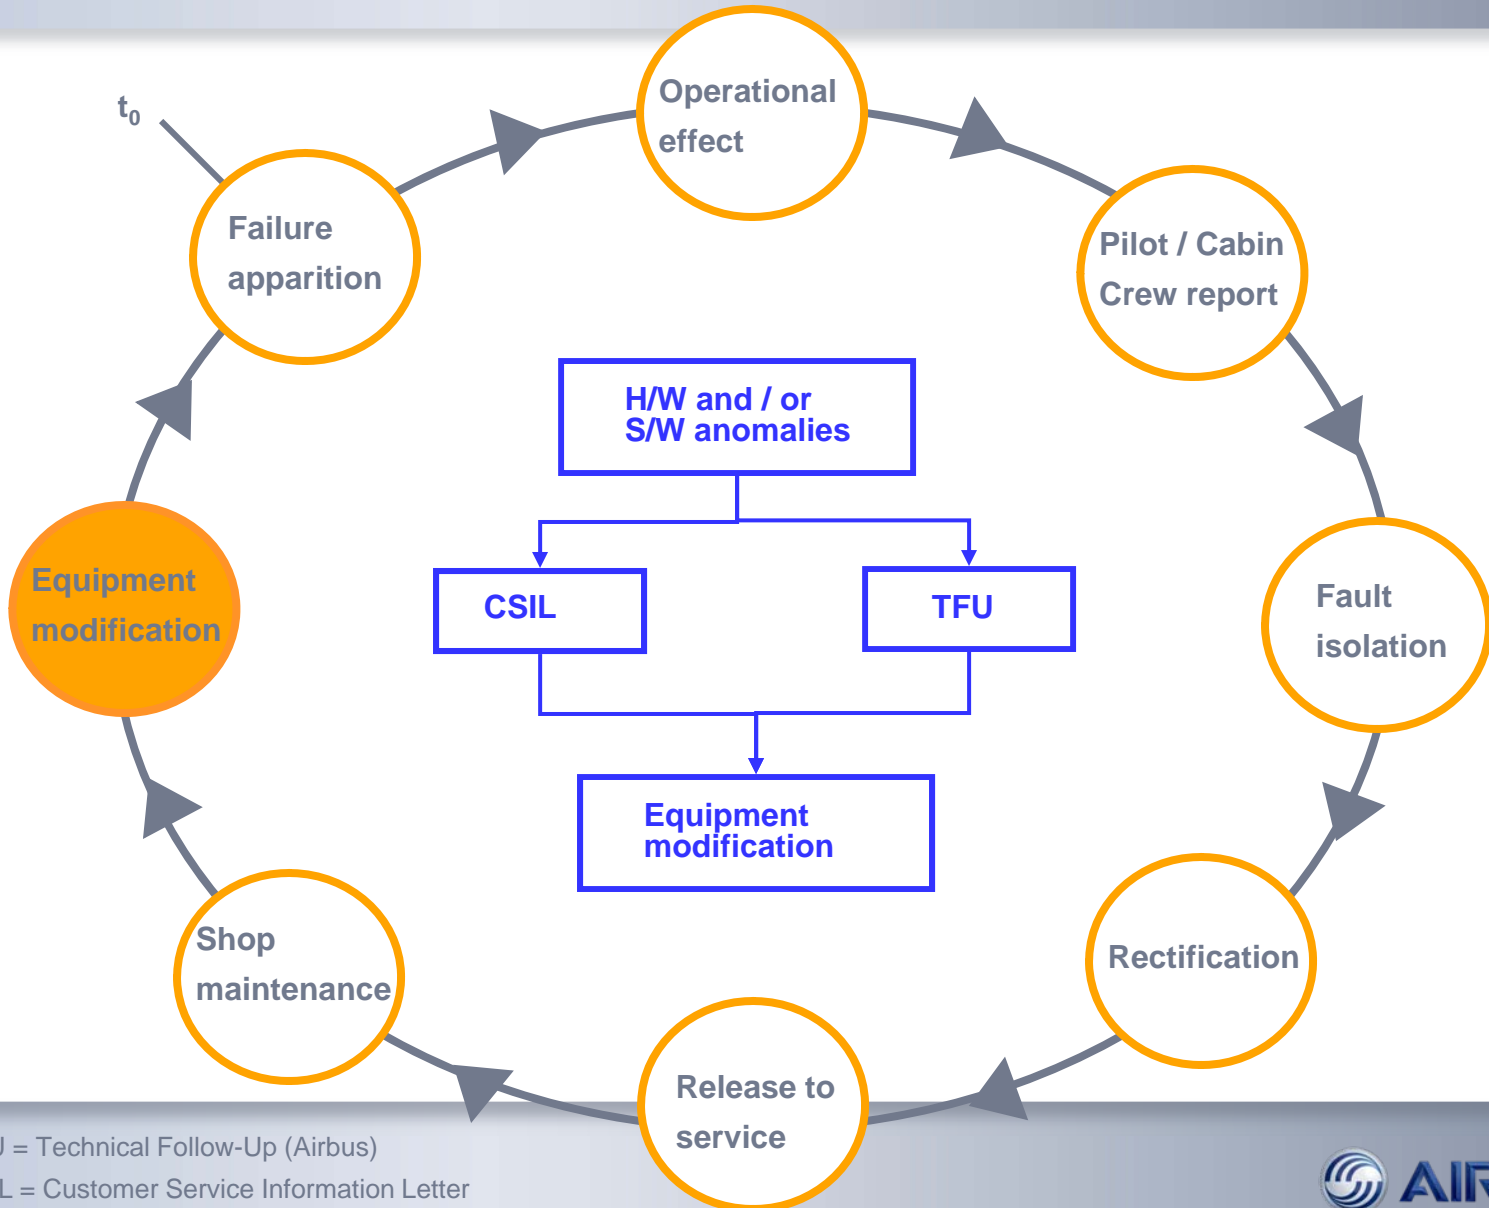 t0
Operational
effect
Failure
apparition
Pilot / Cabin
Crew report
H/W and / or
S/W anomalies
Equipment
modification
CSIL
TFU
Fault
isolation
Equipment
modification
Shop
maintenance
Rectification
Release to
service
= Technical Follow-Up (Airbus)
L = Customer Service Information Letter
AIR